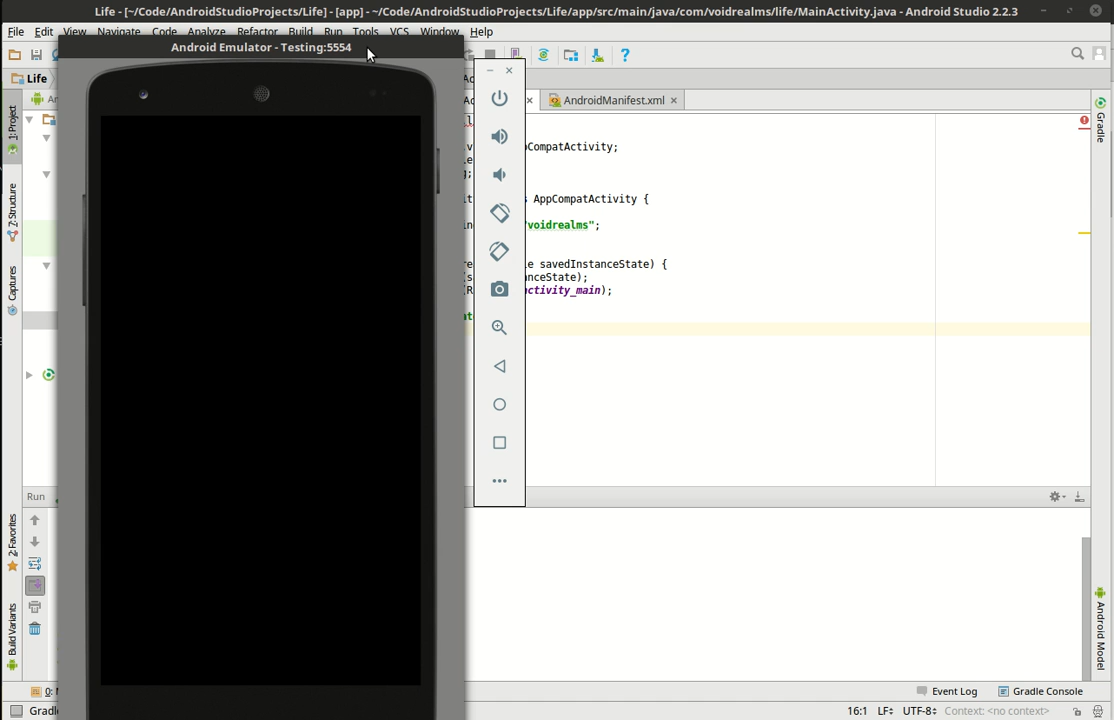 Life - [~/Code/AndroidStudioProjects/Life] - [app] - ~/Code/AndroidStudioProjects/Life/app/src/main/java/com/voidrealms/life/MainActivity.java - Android Studio 2.2.3
File Edit View Navigate Code Analyze Refactor Build Run Tools VCS Window Help
Android Emulator - Testing:5554
Life
AndroidManifest.xml
CompatActivity;
AppCompatActivity {
"voidrealms";
e savedInstanceState) {
nceState);
ctivity_main);
1: Project
7: Structure
Captures
2: Favorites
Build Variants
Gradle
Android Model
Run
Event Log Gradle Console
16:1 LF÷ UTF-8÷ Context: <no context>